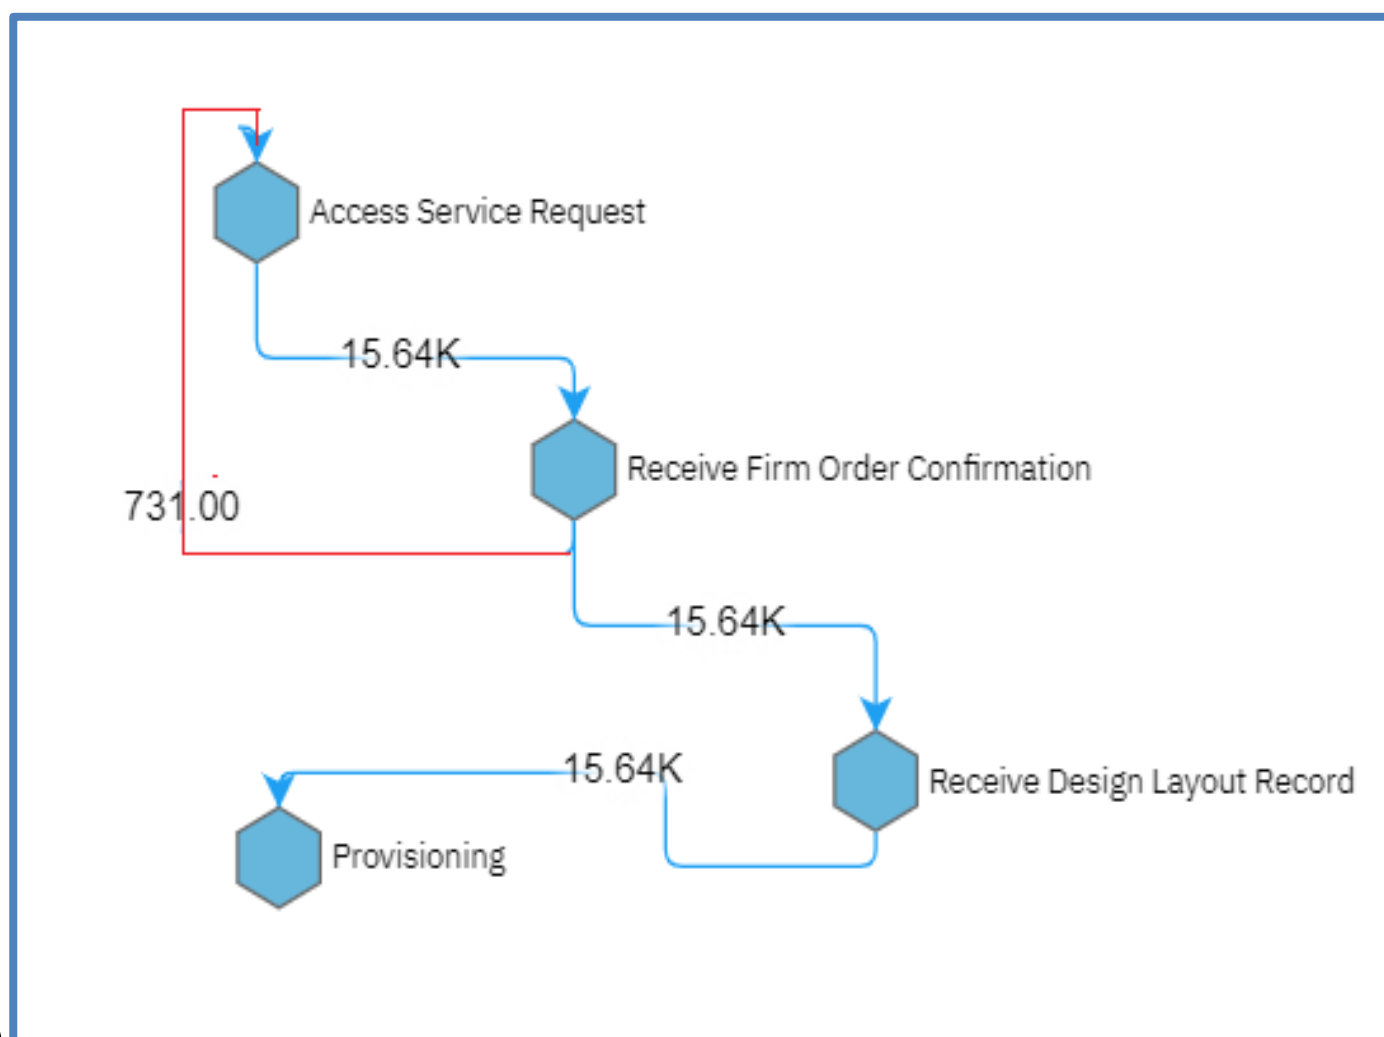 Access Service Request
15.64K
Receive Firm Order Confirmation
731.00
15.64K
15.64K
Receive Design Layout Record
Provisioning